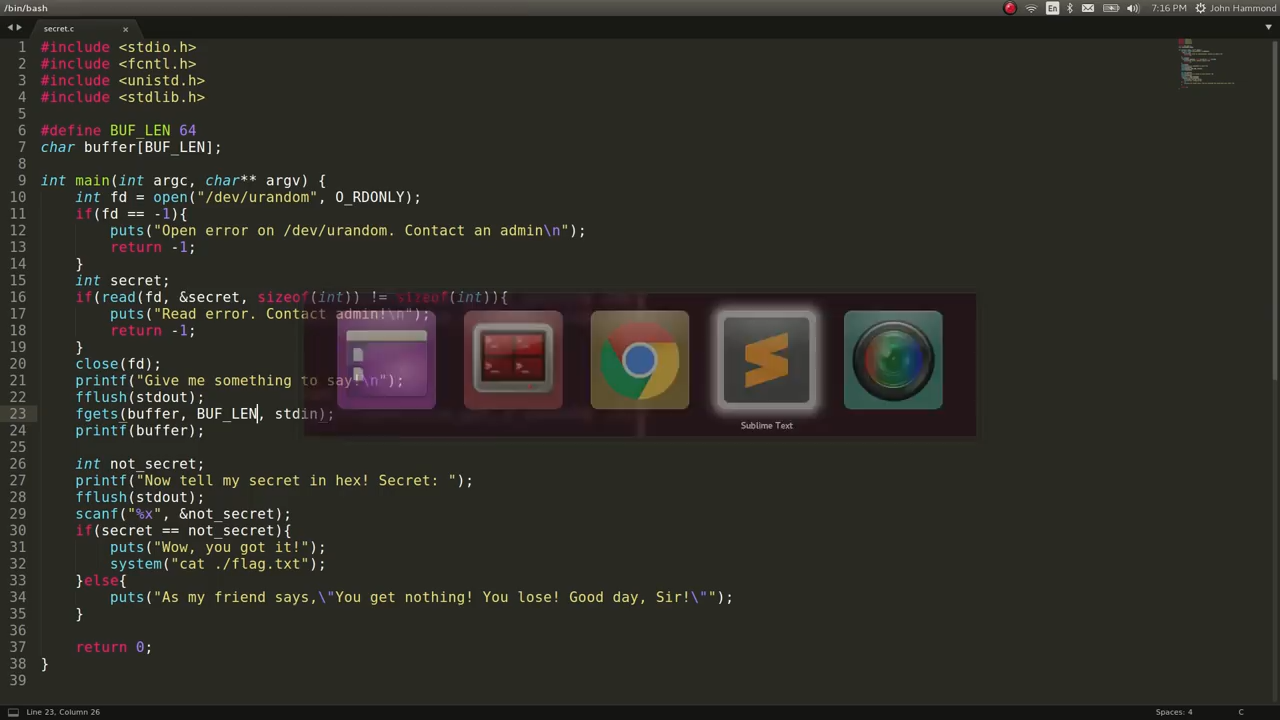 /bin/bash
En
7:16 PM
John Hammond
secret.c
1 #include <stdio.h>
2 #include <fcntl.h>
3 #include <unistd.h>
4 #include <stdlib.h>
5
6 #define BUF_LEN 64
7 char buffer[BUF_LEN];
8
9 int main(int argc, char** argv) {
10     int fd = open("/dev/urandom", O_RDONLY);
11     if(fd == -1){
12         puts("Open error on /dev/urandom. Contact an admin\n");
13         return -1;
14     }
15     int secret;
16     if(read(fd, &secret, sizeof(int)) != sizeof(int)){
17         puts("Read error. Contact admin!\n");
18         return -1;
19     }
20     close(fd);
21     printf("Give me something to say!\n");
22     fflush(stdout);
23     fgets(buffer, BUF_LEN, stdin);
24     printf(buffer);
25
26     int not_secret;
27     printf("Now tell my secret in hex! Secret: ");
28     fflush(stdout);
29     scanf("%x", &not_secret);
30     if(secret == not_secret){
31         puts("Wow, you got it!");
32         system("cat ./flag.txt");
33     }else{
34         puts("As my friend says,\"You get nothing! You lose! Good day, Sir!\"");
35     }
36
37     return 0;
38 }
39
Sublime Text
Line 23, Column 26
Spaces: 4
C